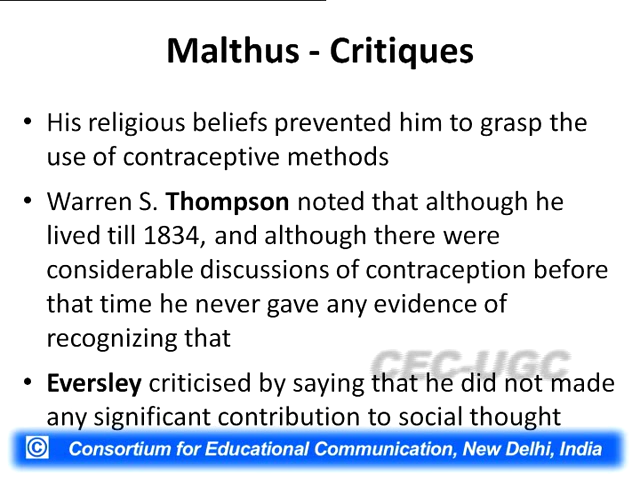 Malthus - Critiques
• His religious beliefs prevented him to grasp the
use of contraceptive methods
• Warren S. Thompson noted that although he
lived till 1834, and although there were
considerable discussions of contraception before
that time he never gave any evidence of
recognizing that
CEC-UGC
• Eversley criticised by saying that he did not made
any significant contribution to social thought
© Consortium for Educational Communication, New Delhi, India